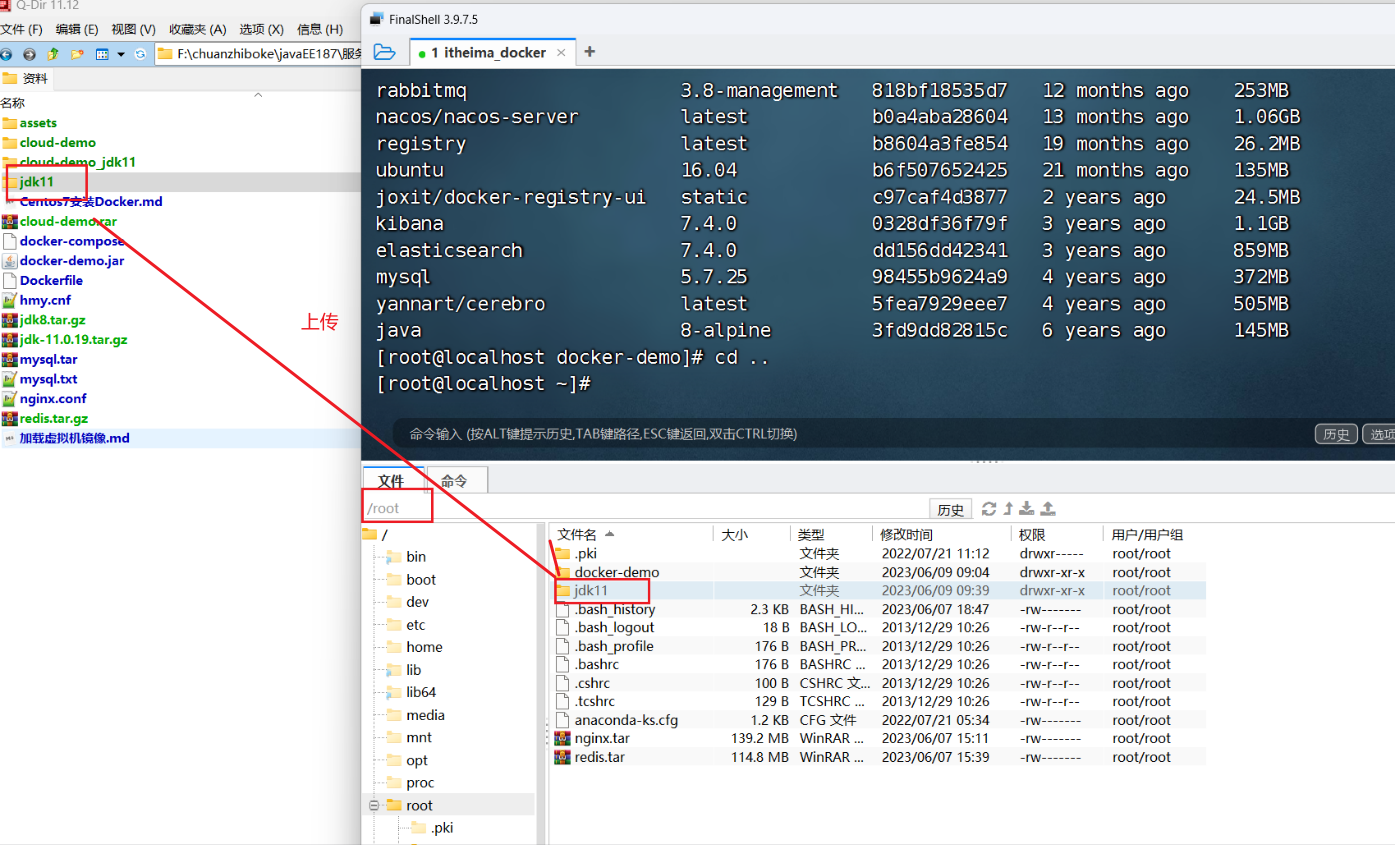 Q-Dir 11.12
文件 (F) 编辑 (E) 视图 (V) 收藏夹 (A) 选项 (X) 信息 (H)
F:\chuanzhiboke\javaEE187\服务
资料
名称
assets
cloud-demo
cloud-demo_jdk11
jdk11
Centos7安装Docker.md
cloud-demo.rar
docker-compose
docker-demo.jar
Dockerfile
hmy.cnf
jdk8.tar.gz
jdk-11.0.19.tar.gz
mysql.tar
mysql.txt
nginx.conf
redis.tar.gz
加载虚拟机镜像.md
上传
FinalShell 3.9.7.5
1 itheima_docker × +
rabbitmq 3.8-management 818bf18535d7 12 months ago 253MB
nacos/nacos-server latest b0a4aba28604 13 months ago 1.06GB
registry latest b8604a3fe854 19 months ago 26.2MB
ubuntu 16.04 b6f507652425 21 months ago 135MB
joxit/docker-registry-ui static c97caf4d3877 2 years ago 24.5MB
kibana 7.4.0 0328df36f79f 3 years ago 1.1GB
elasticsearch 7.4.0 dd156dd42341 3 years ago 859MB
mysql 5.7.25 98455b9624a9 4 years ago 372MB
yannart/cerebro latest 5fea7929eee7 4 years ago 505MB
java 8-alpine 3fd9dd82815c 6 years ago 145MB
[root@localhost docker-demo]# cd ..
[root@localhost ~]#
命令输入 (按ALT键提示历史,TAB键路径,ESC键返回,双击CTRL切换) 历史 选项
文件 命令
/root 历史
/
bin
boot
dev
etc
home
lib
lib64
media
mnt
opt
proc
root
.pki
文件名 大小 类型 修改时间 权限 用户/用户组
.pki 文件夹 2022/07/21 11:12 drwxr----- root/root
docker-demo 文件夹 2023/06/09 09:04 drwxr-xr-x root/root
jdk11 文件夹 2023/06/09 09:39 drwxr-xr-x root/root
.bash_history 2.3 KB BASH_HI... 2023/06/07 18:47 -rw------- root/root
.bash_logout 18 B BASH_LO... 2013/12/29 10:26 -rw-r--r-- root/root
.bash_profile 176 B BASH_PR... 2013/12/29 10:26 -rw-r--r-- root/root
.bashrc 176 B BASHRC ... 2013/12/29 10:26 -rw-r--r-- root/root
.cshrc 100 B CSHRC 文... 2013/12/29 10:26 -rw-r--r-- root/root
.tcshrc 129 B TCSHRC ... 2013/12/29 10:26 -rw-r--r-- root/root
anaconda-ks.cfg 1.2 KB CFG 文件 2022/07/21 05:34 -rw------- root/root
nginx.tar 139.2 MB WinRAR ... 2023/06/07 15:11 -rw------- root/root
redis.tar 114.8 MB WinRAR ... 2023/06/07 15:39 -rw------- root/root